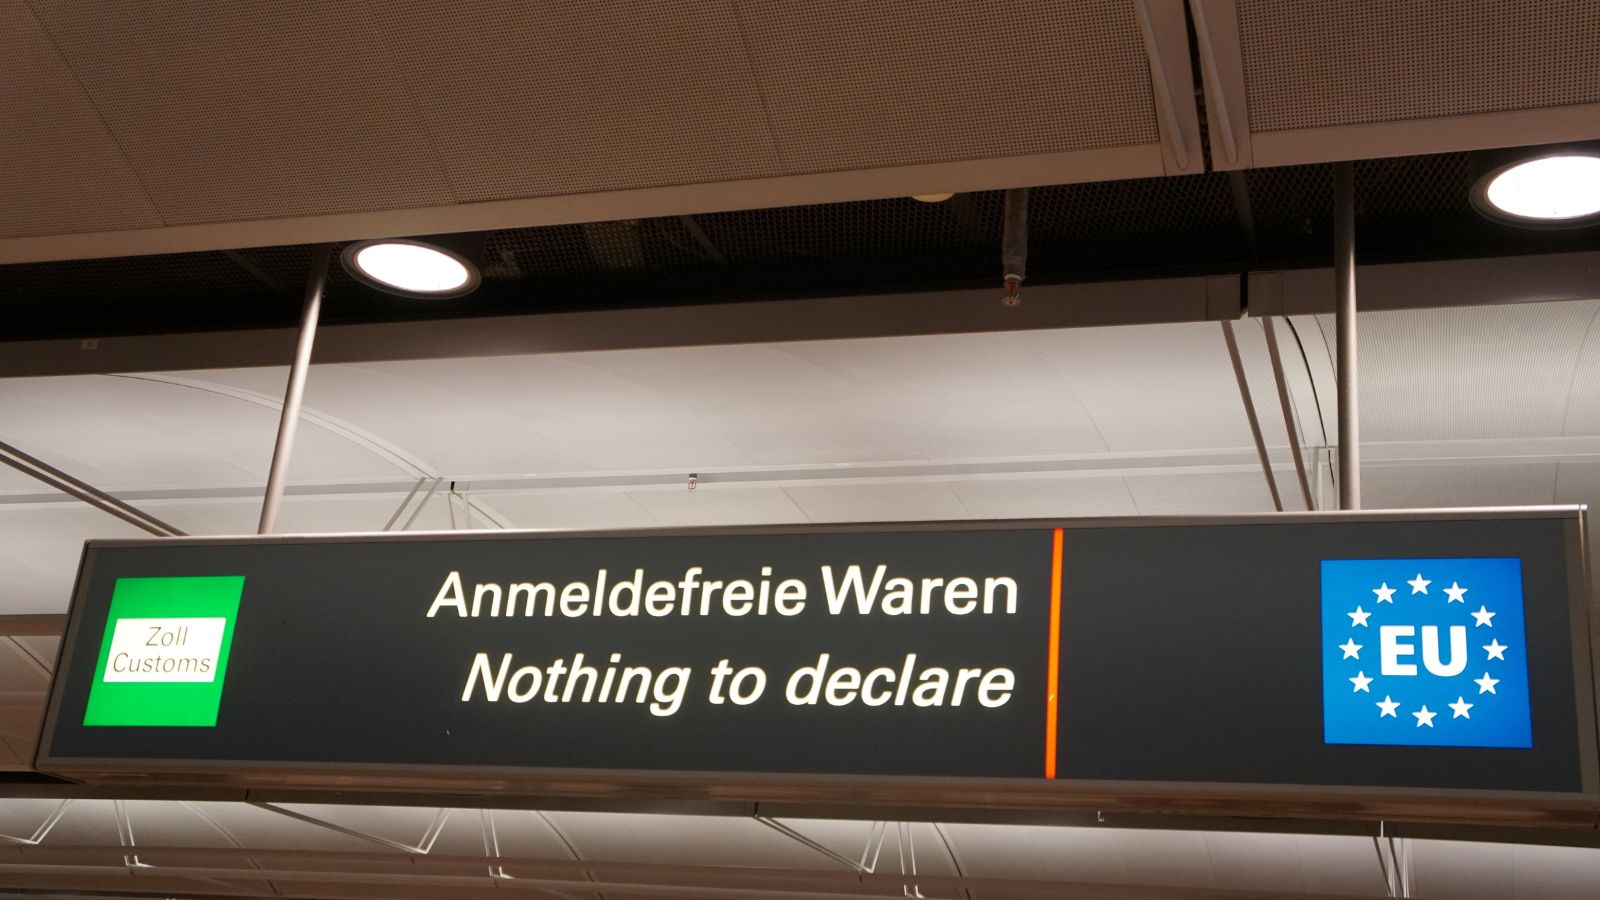 Zoll
Customs
Anmeldefreie Waren
Nothing to declare
EU